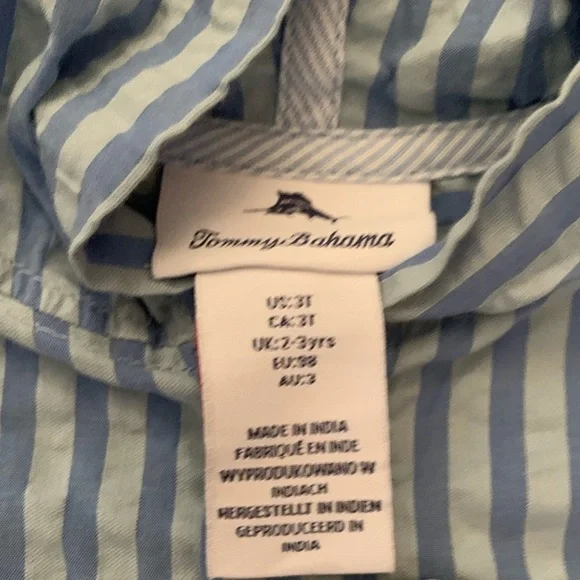 Tommy Bahama
US:3T
CA:3T
UK:2-3yrs
EU:98
AU:3
MADE IN INDIA
FABRIQUÉ EN INDE
WYPRODUKOWANO W
INDIACH
HERGESTELLT IN INDIEN
GEPRODUCEERD IN
INDIA